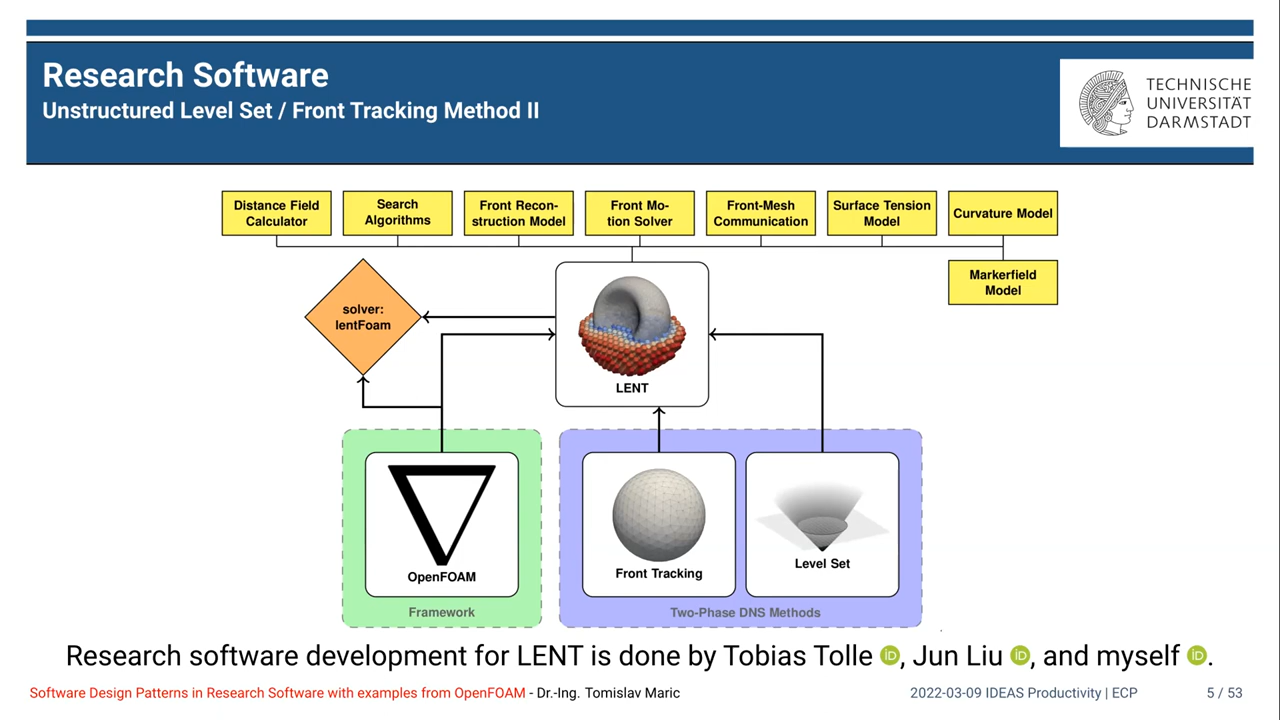 Research Software
Unstructured Level Set / Front Tracking Method II
TECHNISCHE
UNIVERSITÄT
DARMSTADT
Distance Field
Calculator
Search
Algorithms
Front Recon-
struction Model
Front Mo-
tion Solver
Front-Mesh
Communication
Surface Tension
Model
Curvature Model
Markerfield
Model
solver:
lentFoam
LENT
OpenFOAM
Framework
Front Tracking
Level Set
Two-Phase DNS Methods
Research software development for LENT is done by Tobias Tolle iD, Jun Liu iD, and myself iD.
Software Design Patterns in Research Software with examples from OpenFOAM - Dr.-Ing. Tomislav Maric
2022-03-09 IDEAS Productivity | ECP
5 / 53